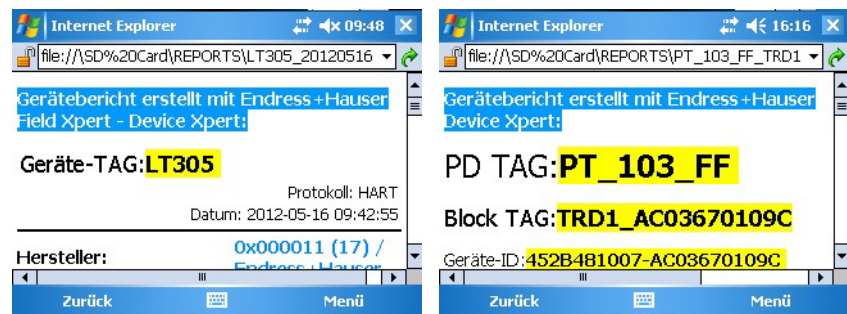 Internet Explorer 09:48
file://\SD%20Card\REPORTS\LT305_20120516
Gerätebericht erstellt mit Endress+Hauser
Field Xpert - Device Xpert:
Geräte-TAG:LT305
Protokoll: HART
Datum: 2012-05-16 09:42:55
Hersteller: 0x000011 (17) /
Endress+Hauser
Zurück Menü
Internet Explorer 16:16
file://\SD%20Card\REPORTS\PT_103_FF_TRD1
Gerätebericht erstellt mit Endress+Hauser
Device Xpert:
PD TAG:PT_103_FF
Block TAG:TRD1_AC03670109C
Geräte-ID:452B481007-AC03670109C
Zurück Menü